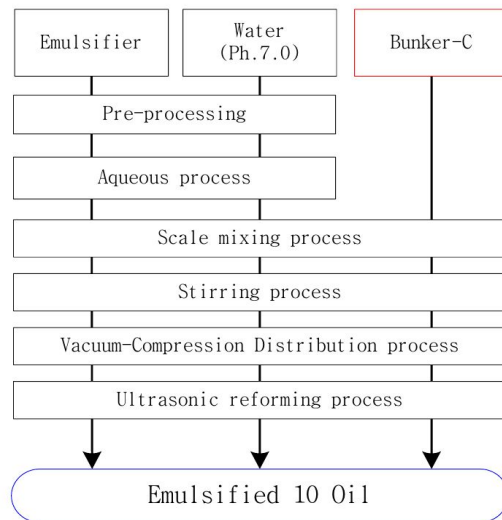 Emulsifier
Water
(Ph.7.0)
Bunker-C
Pre-processing
Aqueous process
Scale mixing process
Stirring process
Vacuum-Compression Distribution process
Ultrasonic reforming process
Emulsified 10 Oil